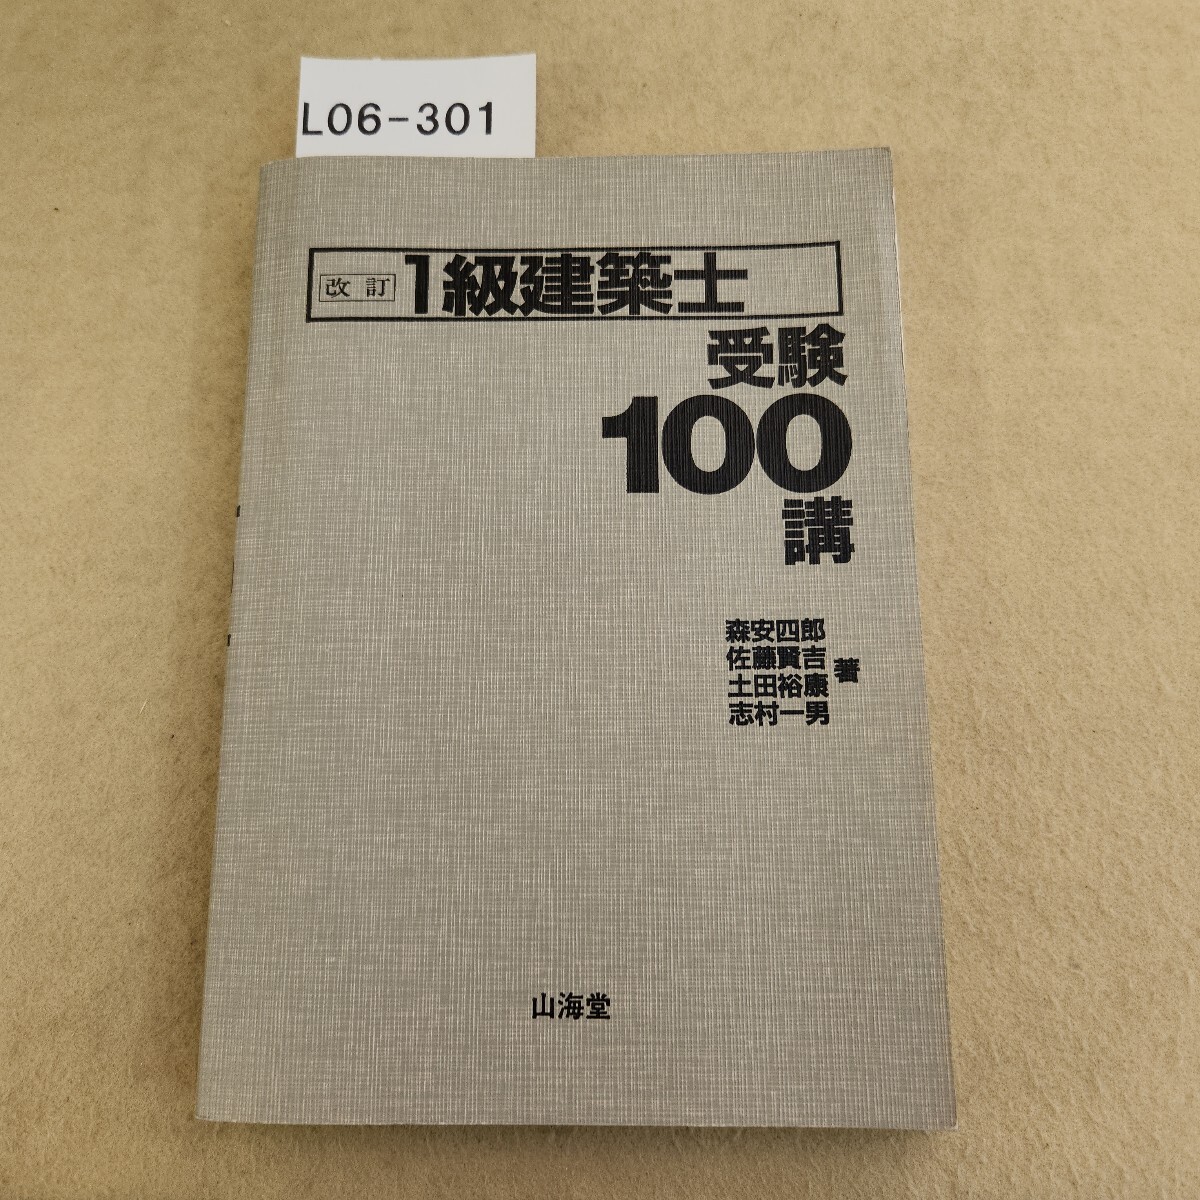 L06-301
改訂 1級建築士
受験
100
講
森安四郎
佐藤賢吉
土田裕康
志村一男
著
山海堂